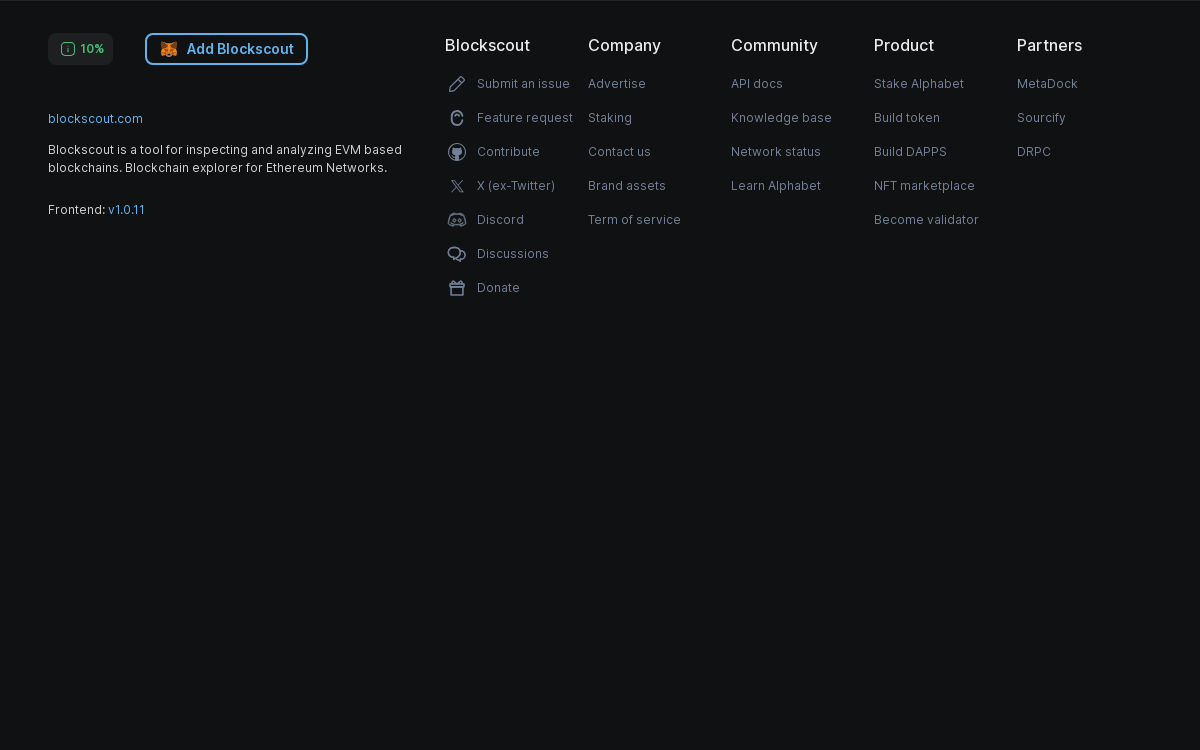 10%
Add Blockscout
blockscout.com
Blockscout is a tool for inspecting and analyzing EVM based
blockchains. Blockchain explorer for Ethereum Networks.
Frontend: v1.0.11
Blockscout
Submit an issue
Feature request
Contribute
X (ex-Twitter)
Discord
Discussions
Donate
Company
Advertise
Staking
Contact us
Brand assets
Term of service
Community
API docs
Knowledge base
Network status
Learn Alphabet
Product
Stake Alphabet
Build token
Build DAPPS
NFT marketplace
Become validator
Partners
MetaDock
Sourcify
DRPC